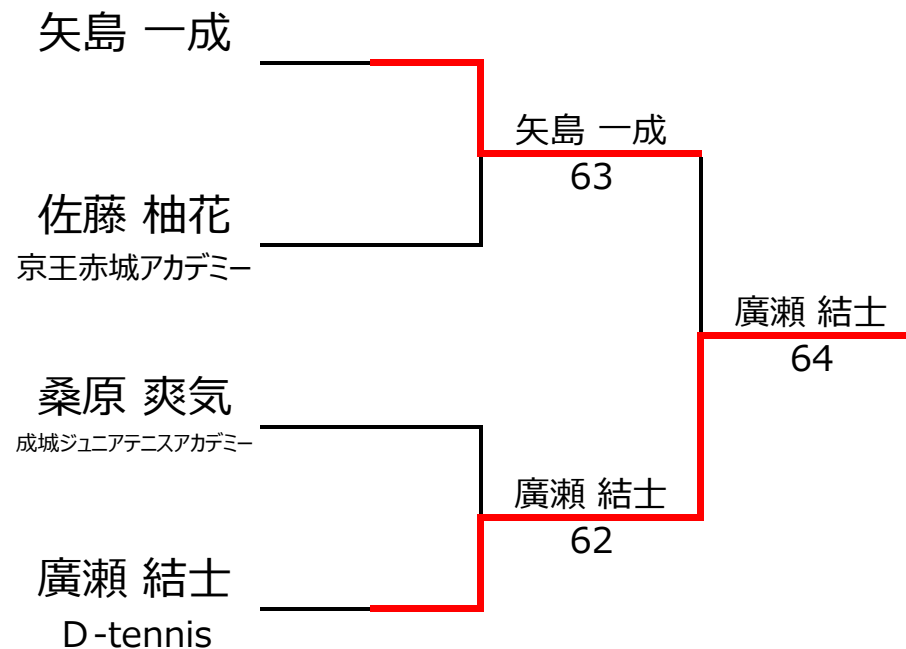 矢島 一成
矢島 一成
63
佐藤 柚花
京王赤城アカデミー
廣瀬 結士
64
桑原 爽気
成城ジュニアテニスアカデミー
廣瀬 結士
62
廣瀬 結士
D-tennis